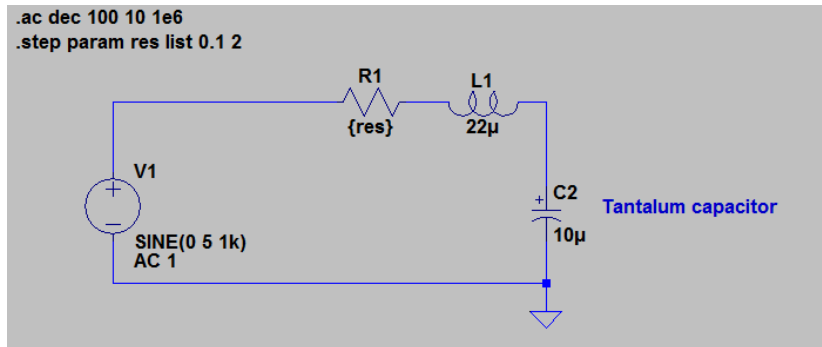 .ac dec 100 10 1e6
.step param res list 0.1 2
R1
{res}
L1
22µ
V1
SINE(0 5 1k)
AC 1
C2
10µ
Tantalum capacitor